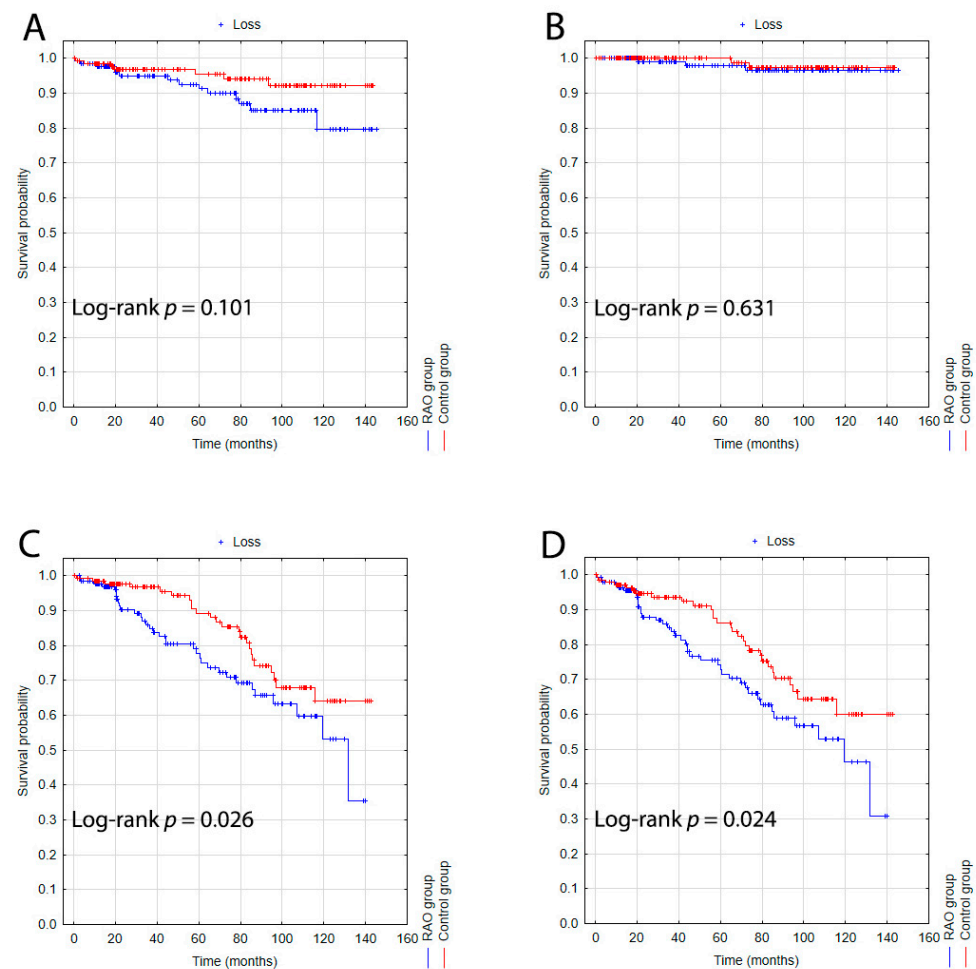 A
+ Loss
Survival probability
1.0
0.9
0.8
0.7
0.6
0.5
0.4
0.3
0.2
0.1
0.0
Log-rank p = 0.101
0 20 40 60 80 100 120 140 160
Time (months)
RAO group
Control group
B
+ Loss
Survival probability
1.0
0.9
0.8
0.7
0.6
0.5
0.4
0.3
0.2
0.1
0.0
Log-rank p = 0.631
0 20 40 60 80 100 120 140 160
Time (months)
RAO group
Control group
C
+ Loss
Survival probability
1.0
0.9
0.8
0.7
0.6
0.5
0.4
0.3
0.2
0.1
0.0
Log-rank p = 0.026
0 20 40 60 80 100 120 140 160
Time (months)
RAO group
Control group
D
+ Loss
Survival probability
1.0
0.9
0.8
0.7
0.6
0.5
0.4
0.3
0.2
0.1
0.0
Log-rank p = 0.024
0 20 40 60 80 100 120 140 160
Time (months)
RAO group
Control group